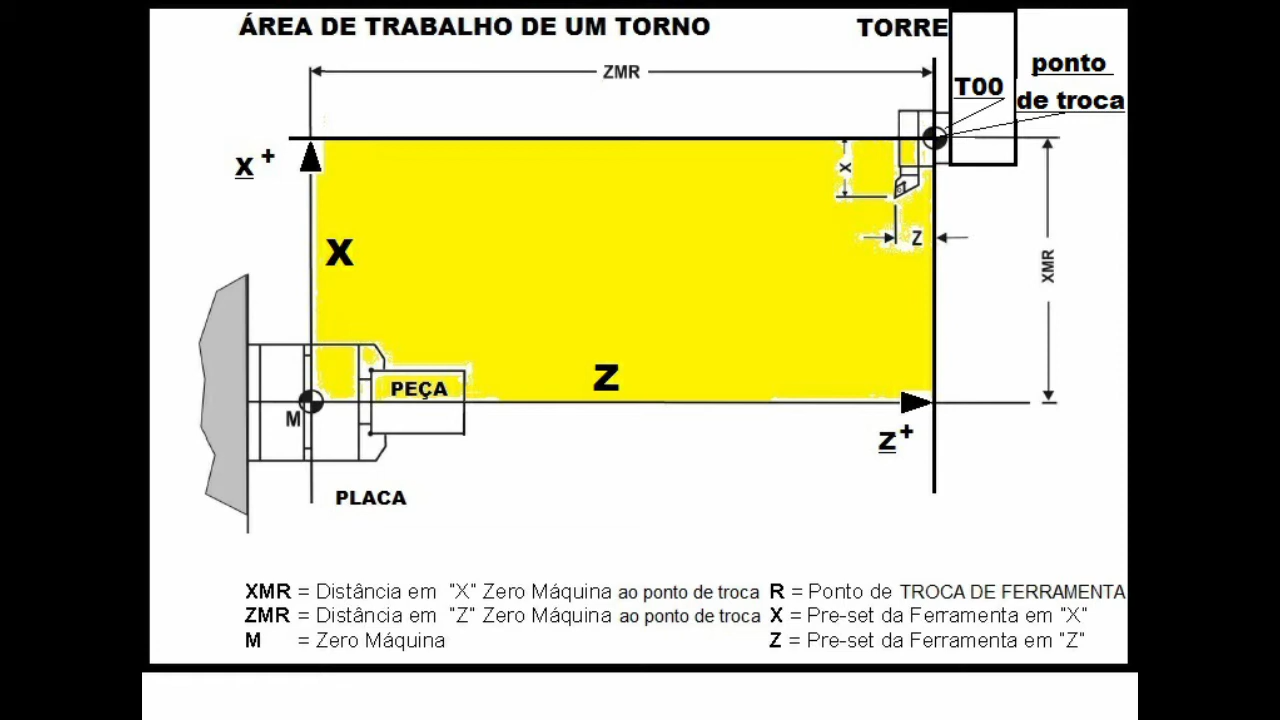 ÁREA DE TRABALHO DE UM TORNO
TORRE
ZMR
ponto
T00
de troca
X +
X
Z
X
XMR
PEÇA
Z
M
Z +
PLACA
XMR = Distância em "X" Zero Máquina ao ponto de troca
R = Ponto de TROCA DE FERRAMENTA
ZMR = Distância em "Z" Zero Máquina ao ponto de troca
X = Pre-set da Ferramenta em "X"
M = Zero Máquina
Z = Pre-set da Ferramenta em "Z"